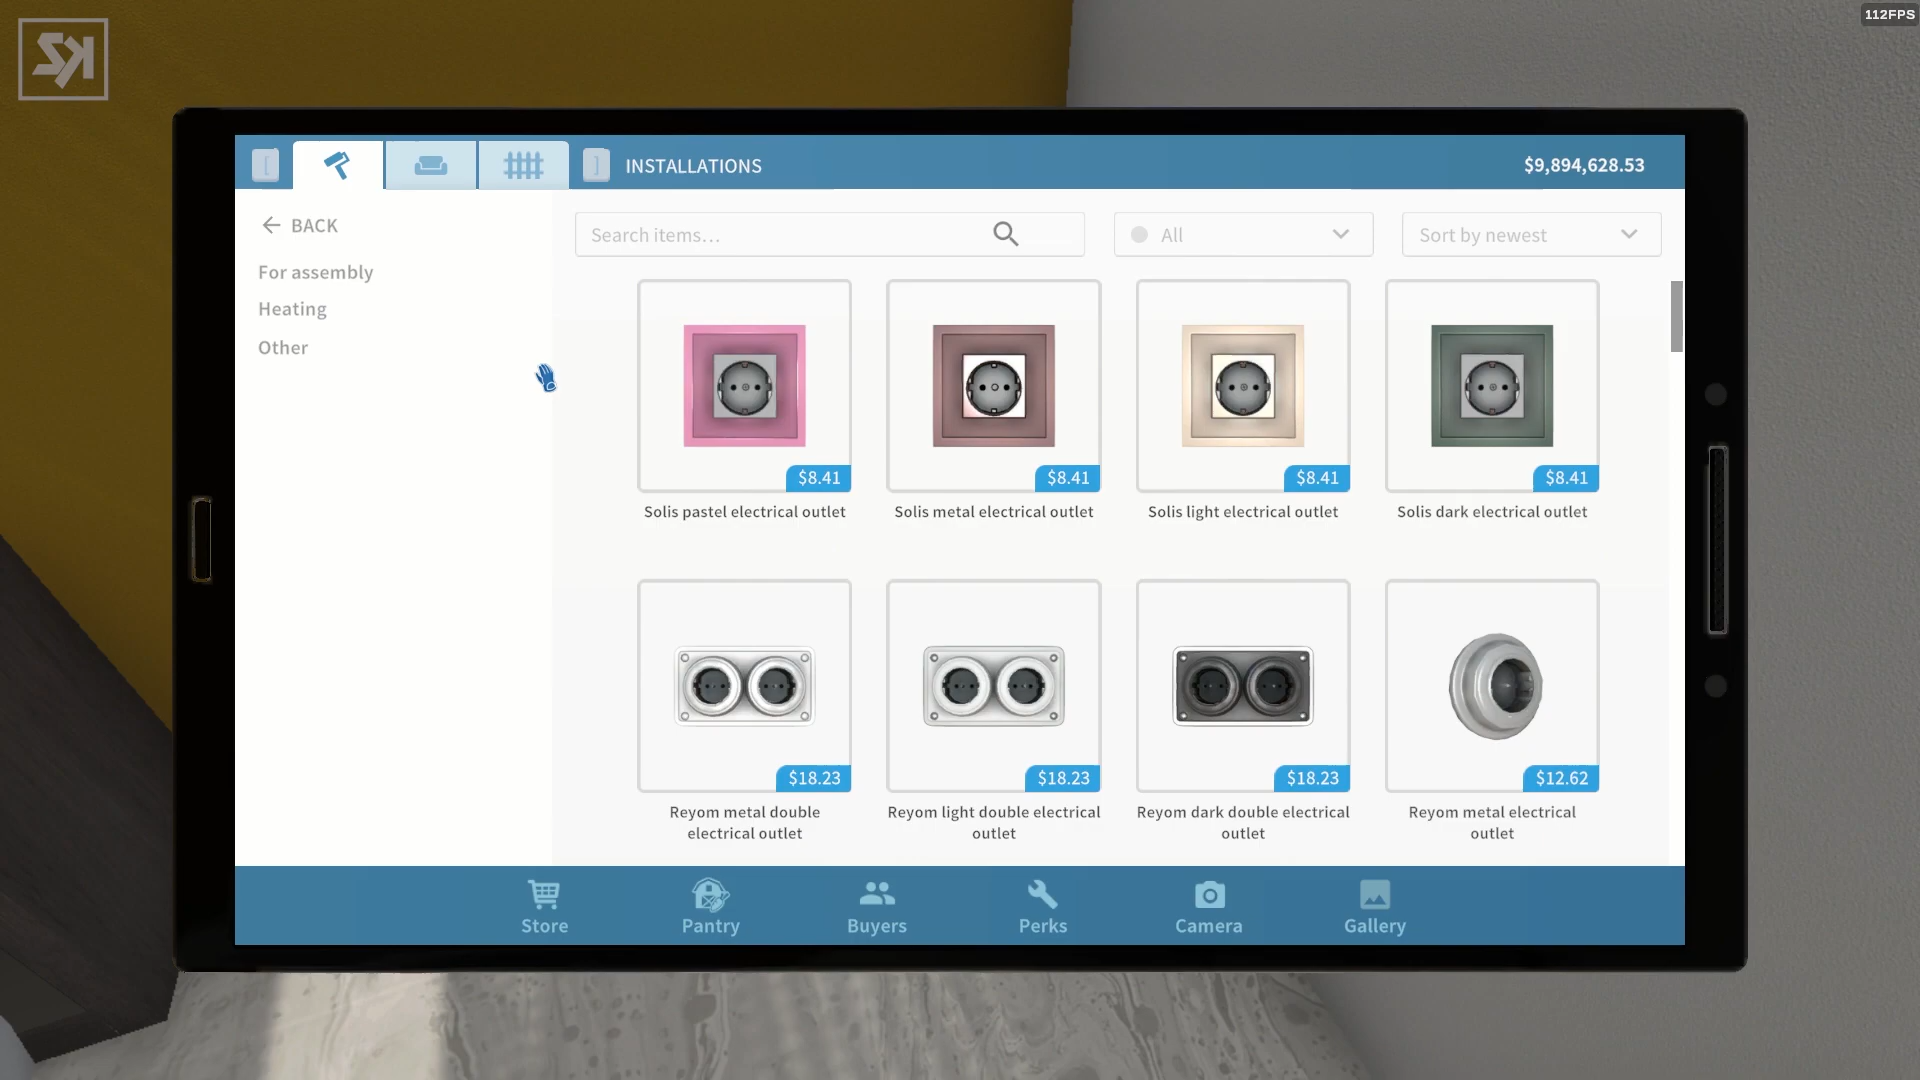 112FPS
[
]
INSTALLATIONS
$9,894,628.53
BACK
For assembly
Heating
Other
Search items...
All
Sort by newest
$8.41
$8.41
$8.41
$8.41
Solis pastel electrical outlet
Solis metal electrical outlet
Solis light electrical outlet
Solis dark electrical outlet
$18.23
$18.23
$18.23
$12.62
Reyom metal double
electrical outlet
Reyom light double electrical
outlet
Reyom dark double electrical
outlet
Reyom metal electrical
outlet
Store
Pantry
Buyers
Perks
Camera
Gallery